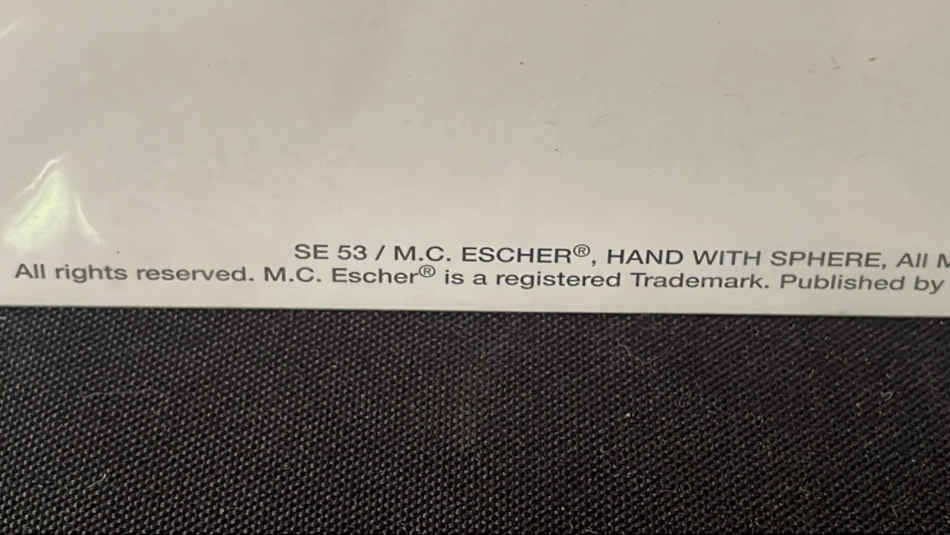 SE 53 / M.C. ESCHER®, HAND WITH SPHERE, All
All rights reserved. M.C. Escher® is a registered Trademark. Published by